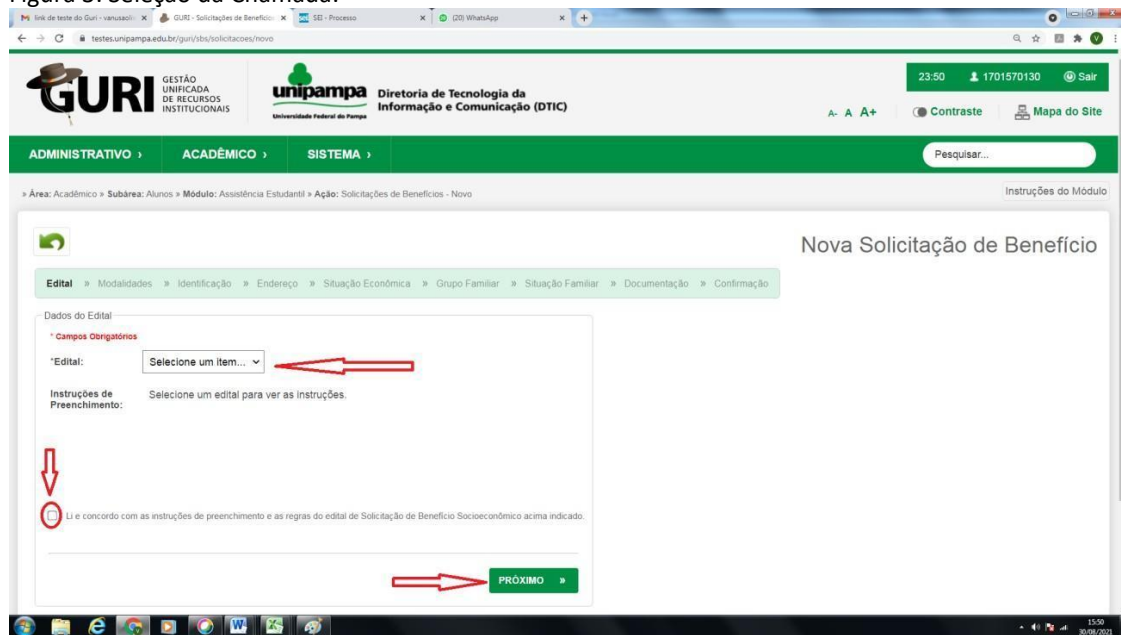 Figura 3. Seleção da Chamada.
link de teste do Guri - vanusaoli
GURI - Solicitações de Benefício
SEI - Processo
(20) WhatsApp
testes.unipampa.edu.br/guri/sbs/solicitacoes/novo
GURI
GESTÃO
UNIFICADA
DE RECURSOS
INSTITUCIONAIS
unipampa
Universidade Federal do Pampa
Diretoria de Tecnologia da
Informação e Comunicação (DTIC)
23:50 1701570130 Sair
A- A A+ Contraste Mapa do Site
ADMINISTRATIVO › ACADÊMICO › SISTEMA ›
Pesquisar...
» Área: Acadêmico » Subárea: Alunos » Módulo: Assistência Estudantil » Ação: Solicitações de Benefícios - Novo
Instruções do Módulo
Nova Solicitação de Benefício
Edital » Modalidades » Identificação » Endereço » Situação Econômica » Grupo Familiar » Situação Familiar » Documentação » Confirmação
Dados do Edital
* Campos Obrigatórios
*Edital: Selecione um item...
Instruções de
Preenchimento:
Selecione um edital para ver as instruções.
Li e concordo com as instruções de preenchimento e as regras do edital de Solicitação de Benefício Socioeconômico acima indicado.
PRÓXIMO »
15:50
30/08/2021